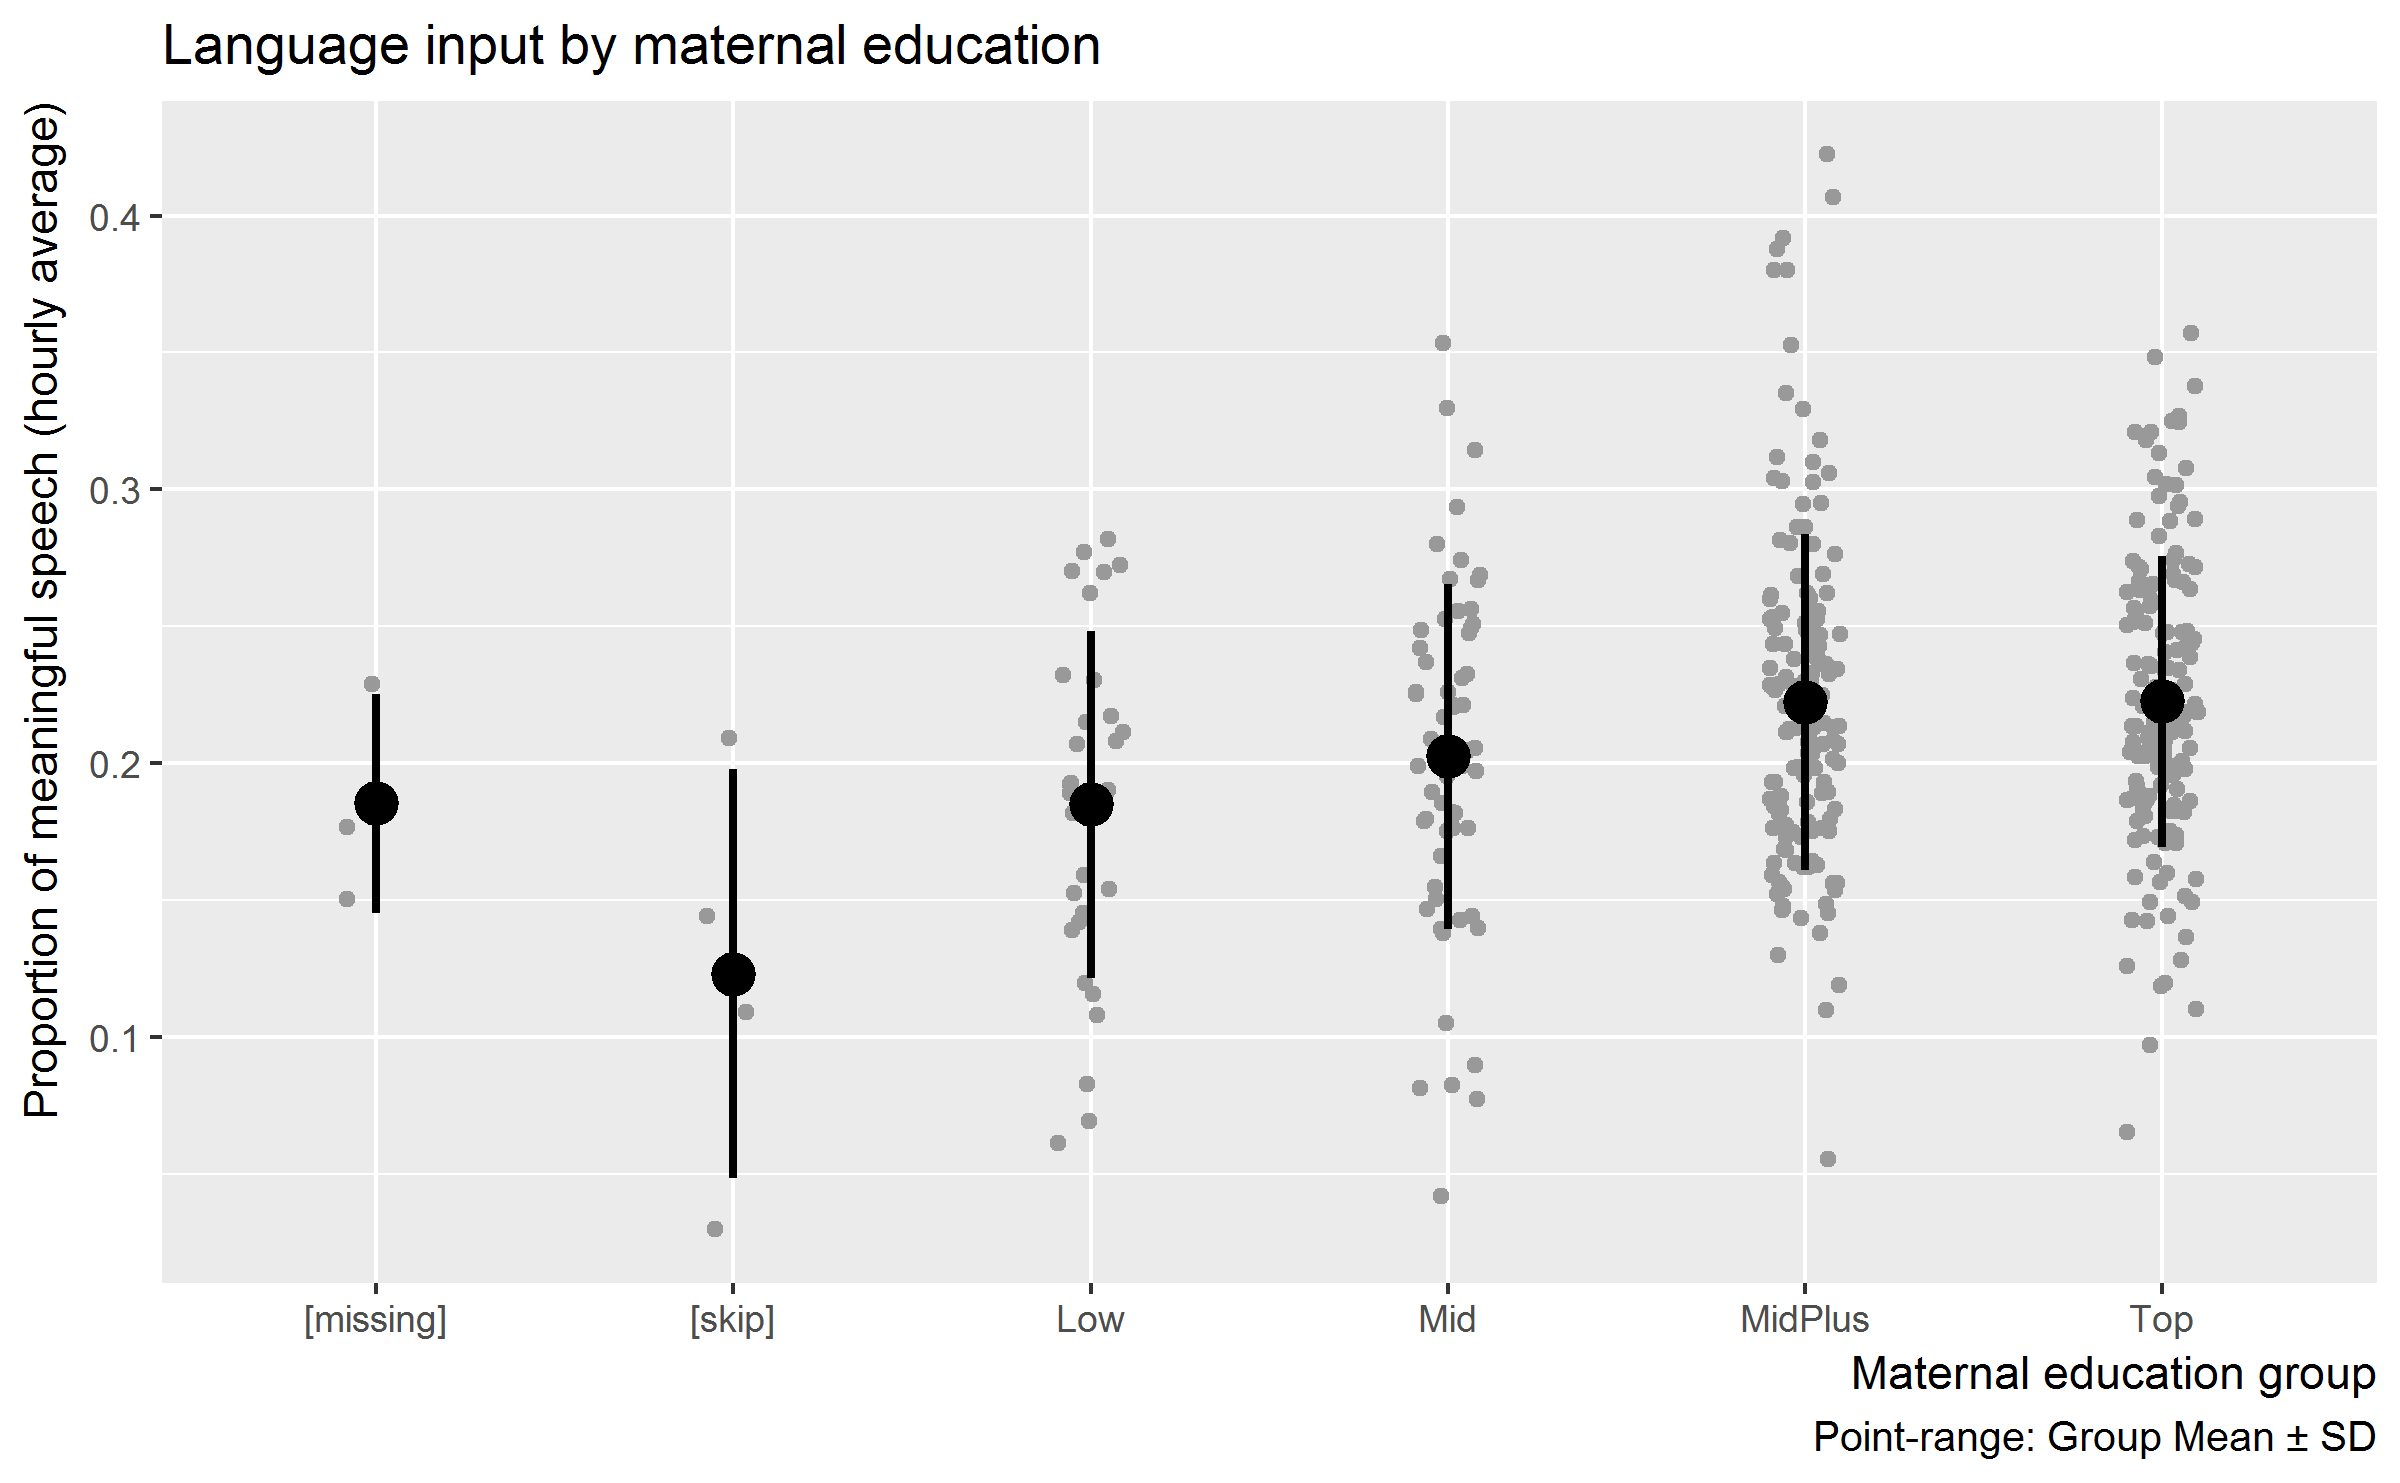 Language input by maternal education
Proportion of meaningful speech (hourly average)
0.4
0.3
0.2
0.1
[missing]
[skip]
Low
Mid
MidPlus
Top
Maternal education group
Point-range: Group Mean ± SD